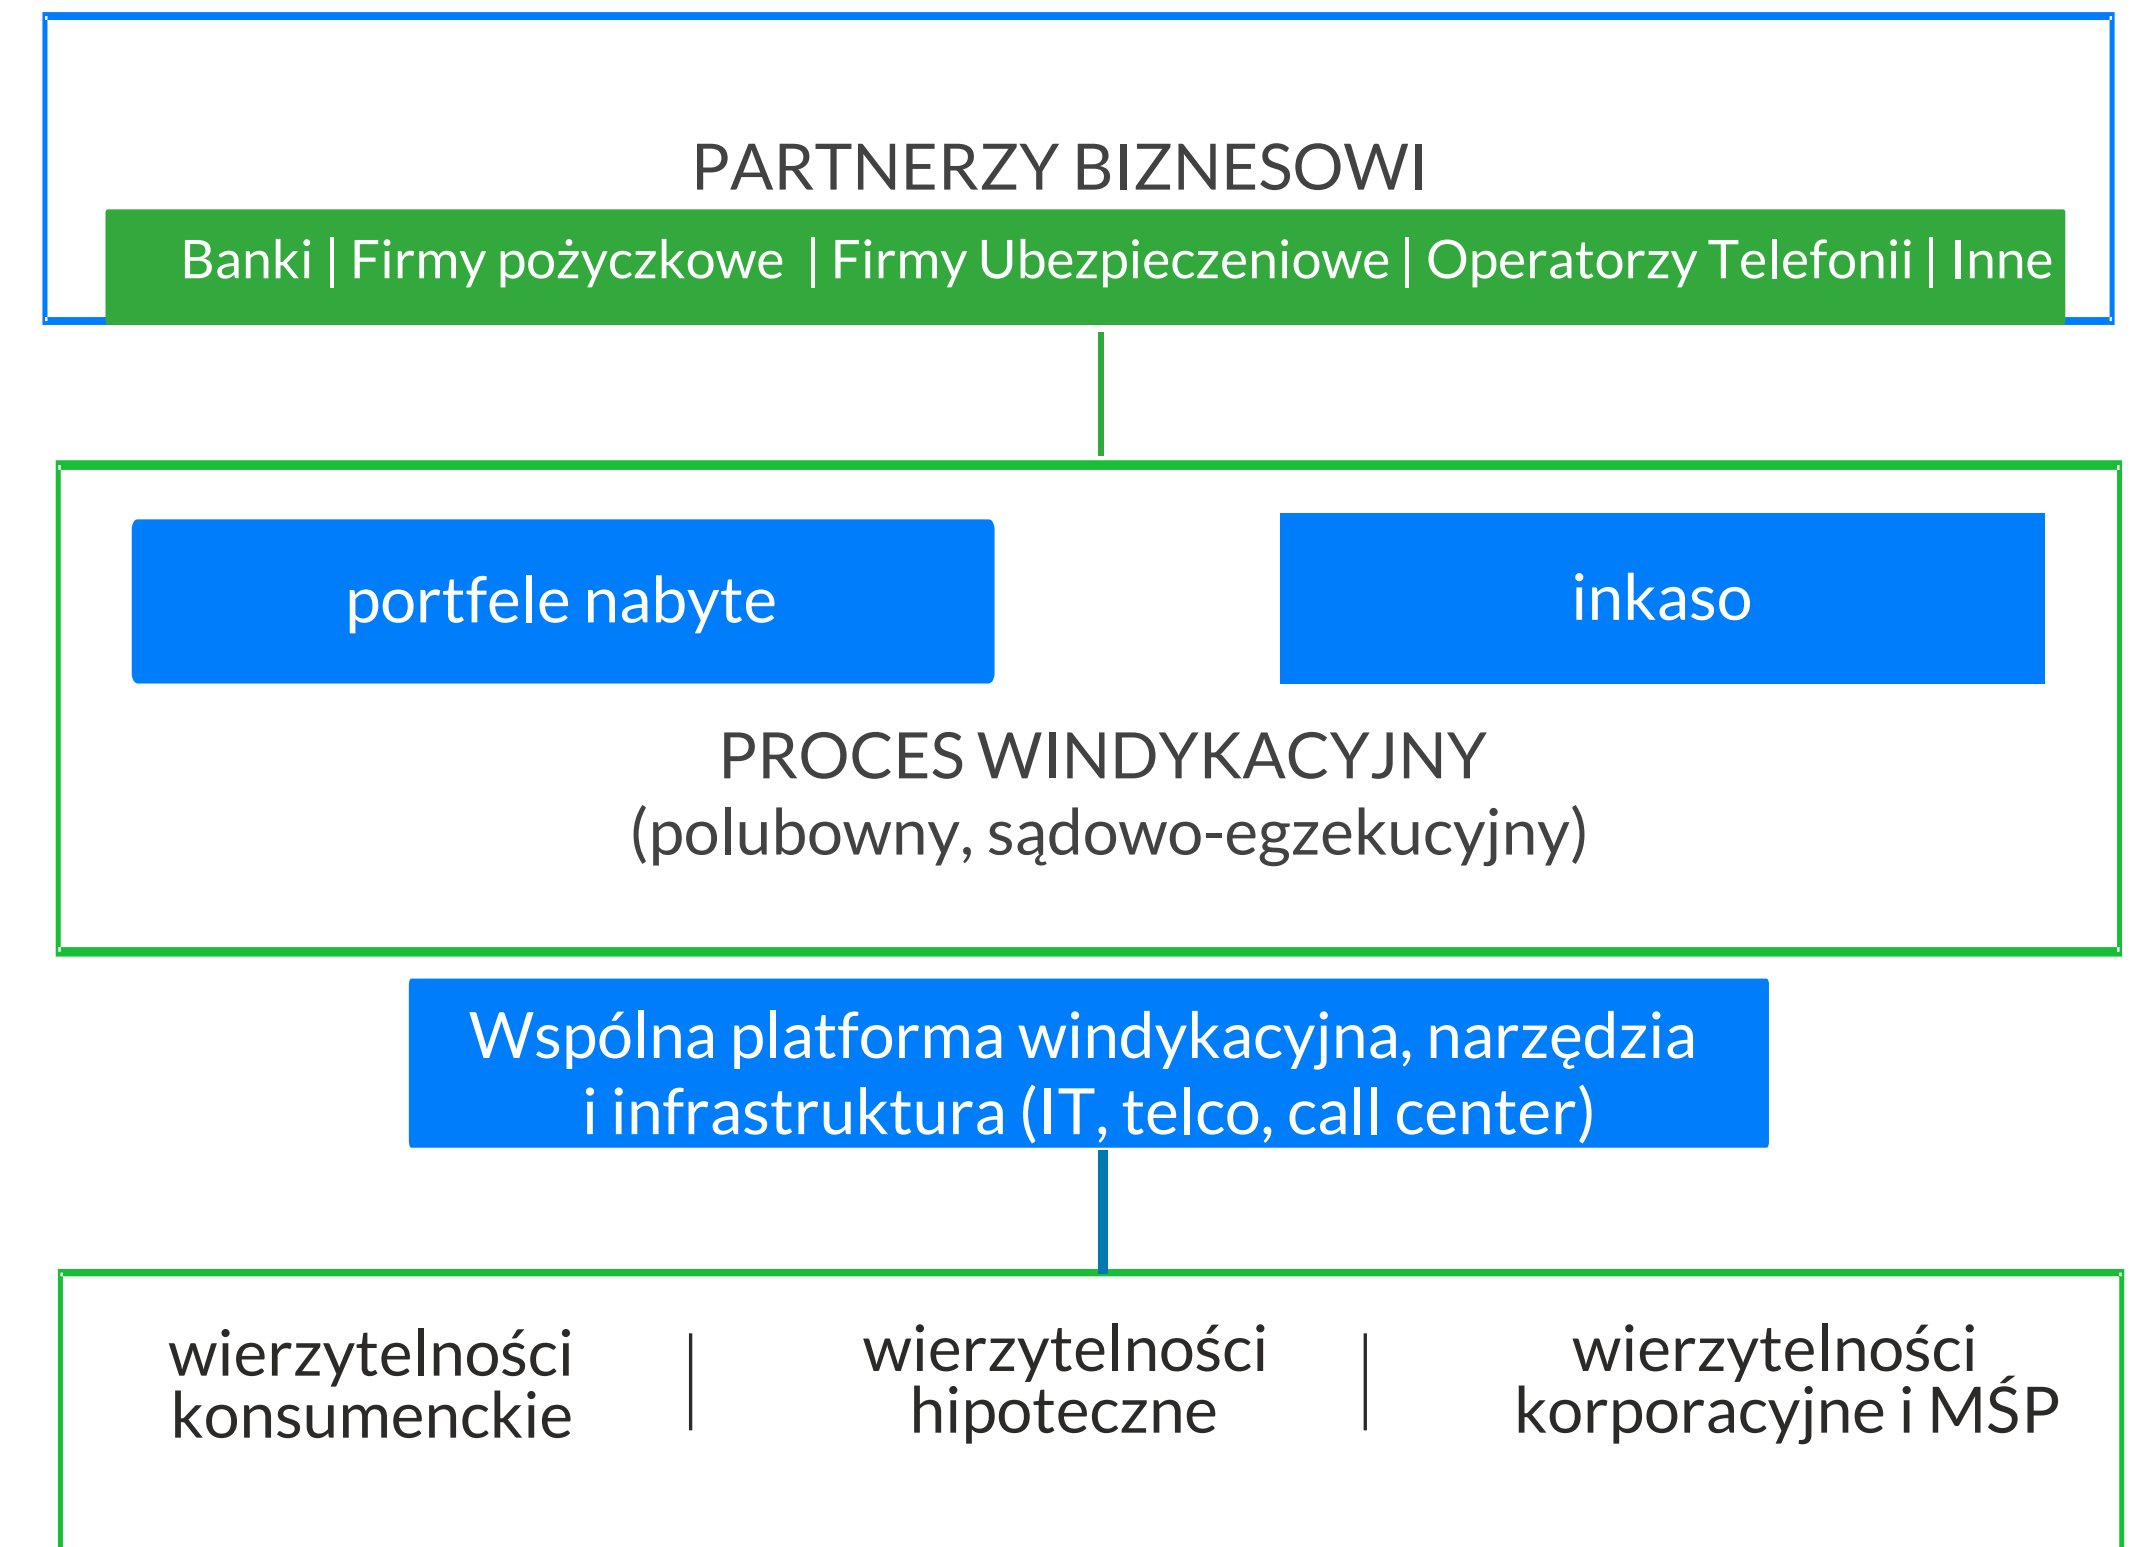 PARTNERZY BIZNESOWI
Banki | Firmy pożyczkowe | Firmy Ubezpieczeniowe | Operatorzy Telefonii | Inne
portfele nabyte
inkaso
PROCES WINDYKACYJNY
(polubowny, sądowo-egzekucyjny)
Wspólna platforma windykacyjna, narzędzia
i infrastruktura (IT, telco, call center)
wierzytelności
konsumenckie
wierzytelności
hipoteczne
wierzytelności
korporacyjne i MŚP